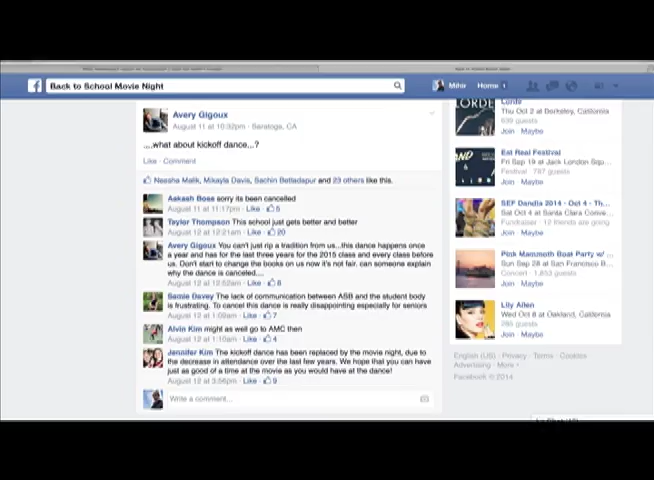 Back to School Movie Night
Mihir Home 1
Avery Gigoux
August 11 at 10:32pm · Saratoga, CA
....what about kickoff dance...?
Like · Comment
Neesha Malik, Mikayla Davis, Sachin Betladapur and 23 others like this.
Aakash Boss sorry its been cancelled
August 11 at 11:17pm · Like · 5
Taylor Thompson This school just gets better and better
August 12 at 12:21am · Like · 20
Avery Gigoux You can't just rip a tradition from us...this dance happens once
a year and has for the last three years for the 2015 class and every class before
us. Don't start to change the books on us now it's not fair. can someone explain
why the dance is canceled....
August 12 at 12:52am · Like · 8
Davey The lack of communication between ASB and the student body
is frustrating. To cancel this dance is really disappointing especially for seniors
August 12 at 1:09am · Like · 7
Alvin Kim might as well go to AMC then
August 12 at 1:10am · Like · 4
Jennifer Kim The kickoff dance has been replaced by the movie night, due to
the decrease in attendance over the last few years. We hope that you can have
just as good of a time at the movie as you would have at the dance!
August 12 at 3:56pm · Like · 9
Write a comment...
Lorde
Thu Oct 2 at Berkeley, California
639 guests
Join · Maybe
Eat Real Festival
Fri Sep 19 at Jack London Squ...
Festival · 787 guests
Join · Maybe
SEF Dandia 2014 - Oct 4 - Th...
Sat Oct 4 at Santa Clara Conve...
Fundraiser · 12 friends are going
Join · Maybe
Pink Mammoth Boat Party w/ ...
Sun Sep 28 at San Francisco B...
Concert · 1,853 guests
Join · Maybe
Lily Allen
Wed Oct 8 at Oakland, California
285 guests
Join · Maybe
English (US) · Privacy · Terms · Cookies
Advertising · More
Facebook © 2014